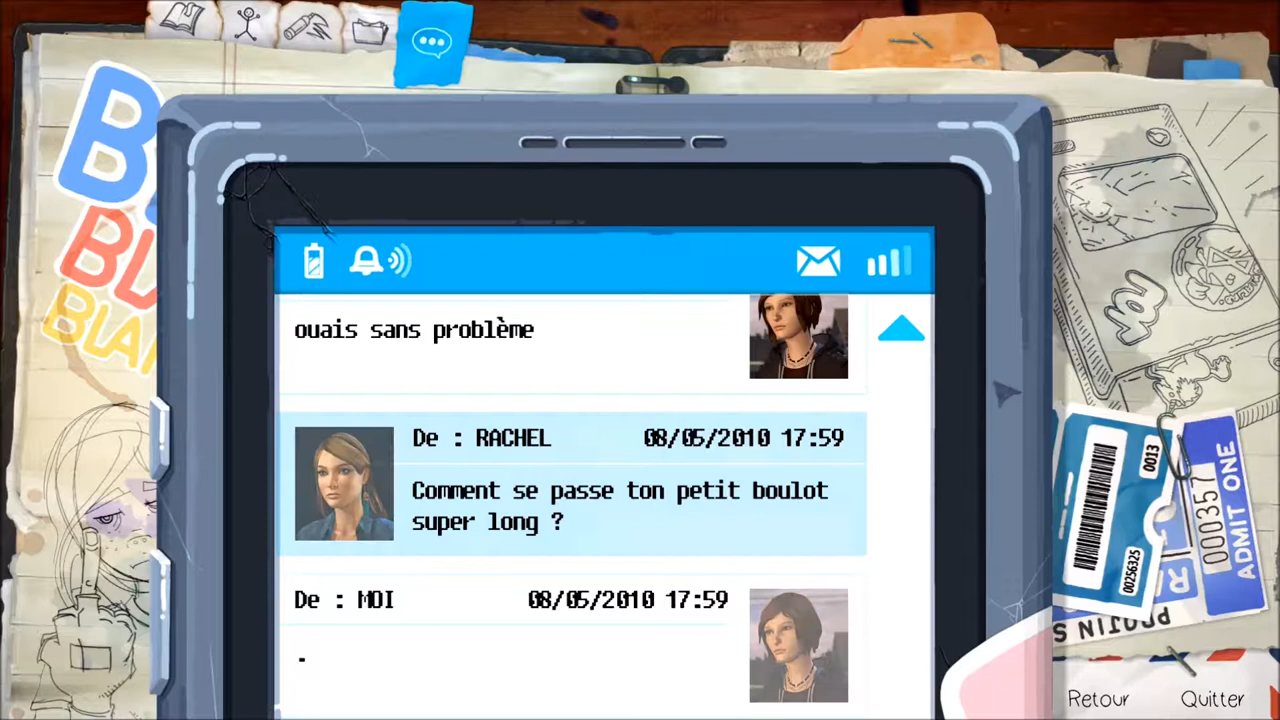 ouais sans problème
De : RACHEL 08/05/2010 17:59
Comment se passe ton petit boulot
super long ?
De : MOI 08/05/2010 17:59
.
0013
00256325
000357
ADMIT ONE
Retour Quitter